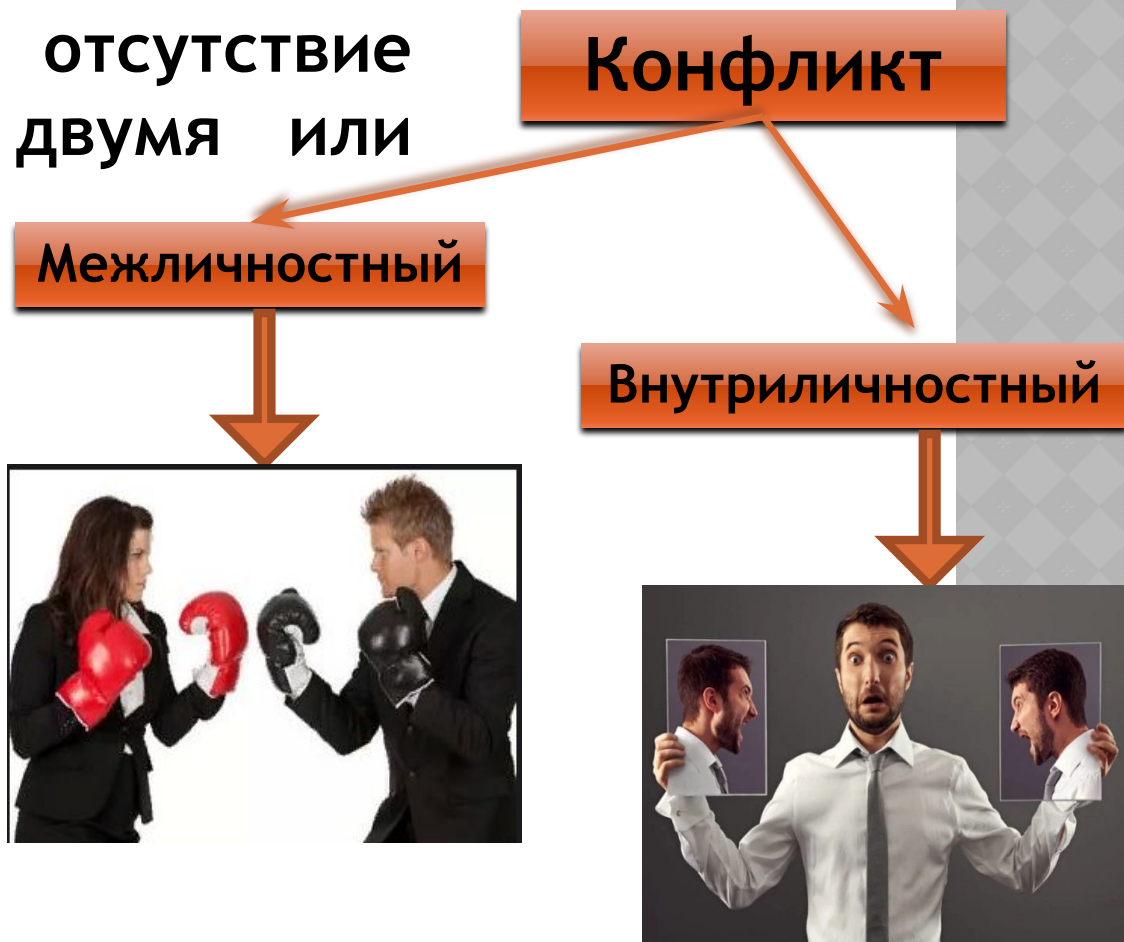 отсутствие
двумя или
Конфликт
Межличностный
Внутриличностный